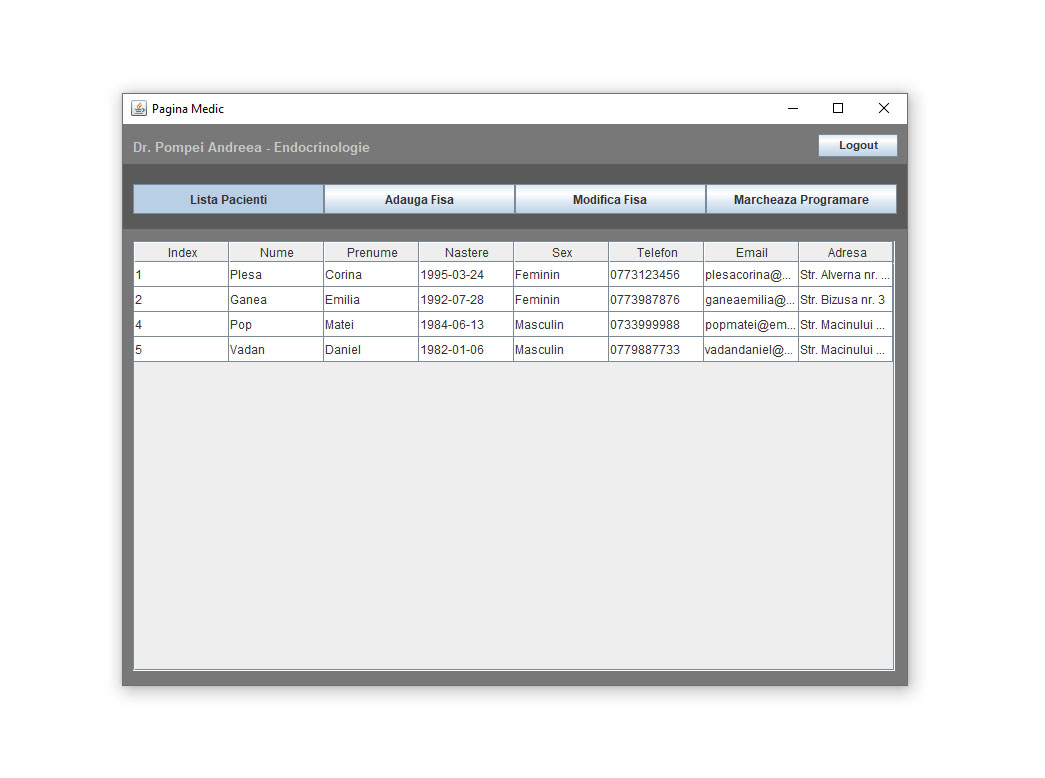 Pagina Medic
Dr. Pompei Andreea - Endocrinologie
Logout
Lista Pacienti Adauga Fisa Modifica Fisa Marcheaza Programare
Index Nume Prenume Nastere Sex Telefon Email Adresa
1 Plesa Corina 1995-03-24 Feminin 0773123456 plesacorina@... Str. Alverna nr. ...
2 Ganea Emilia 1992-07-28 Feminin 0773987876 ganeaemilia@... Str. Bizusa nr. 3
4 Pop Matei 1984-06-13 Masculin 0733999988 popmatei@em... Str. Macinului ...
5 Vadan Daniel 1982-01-06 Masculin 0779887733 vadandaniel@... Str. Macinului ...